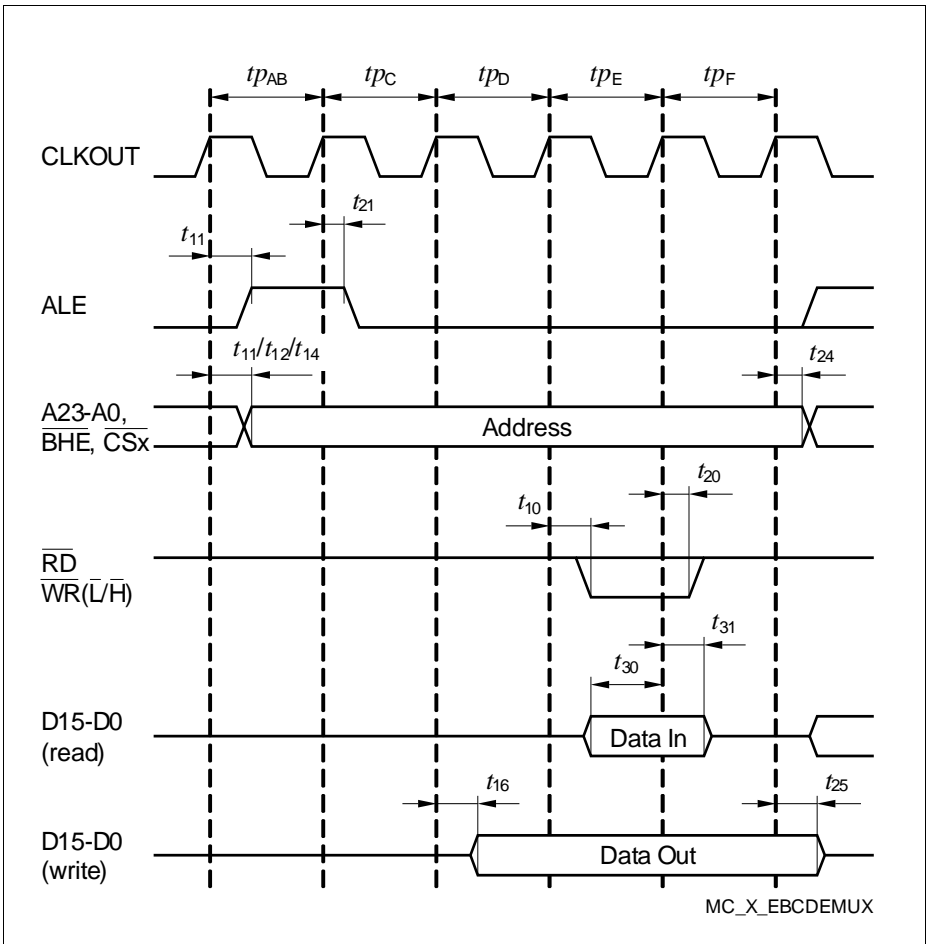 tpAB tpC tpD tpE tpF
CLKOUT
t21
t11
ALE
t11/t12/t14
t24
A23-A0,
BHE, CSx
Address
t20
t10
RD
WR(L/H)
t31
t30
D15-D0
(read)
Data In
t16
t25
D15-D0
(write)
Data Out
MC_X_EBCDEMUX